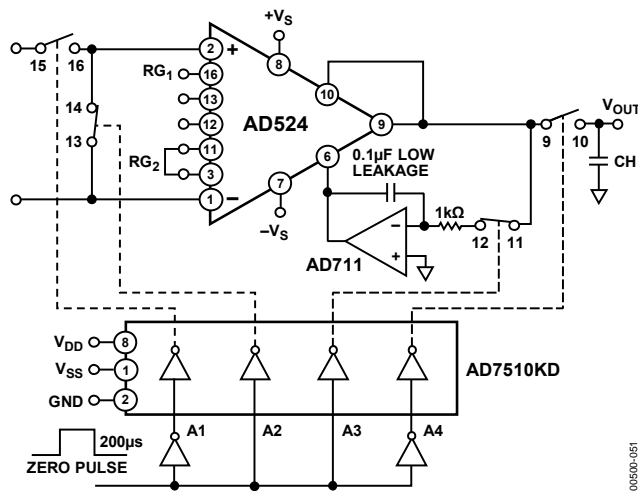 +VS
15 16
2 +
8
RG1
16
10
14
13
VOUT
AD524
9
12
13
11
6
9 10
0.1µF LOW
LEAKAGE
CH
RG2
3
7
1kΩ
1 –
–VS
–
12 11
+
AD711
VDD 8
VSS 1
AD7510KD
GND 2
200µs
A1 A2 A3 A4
ZERO PULSE
00500-051